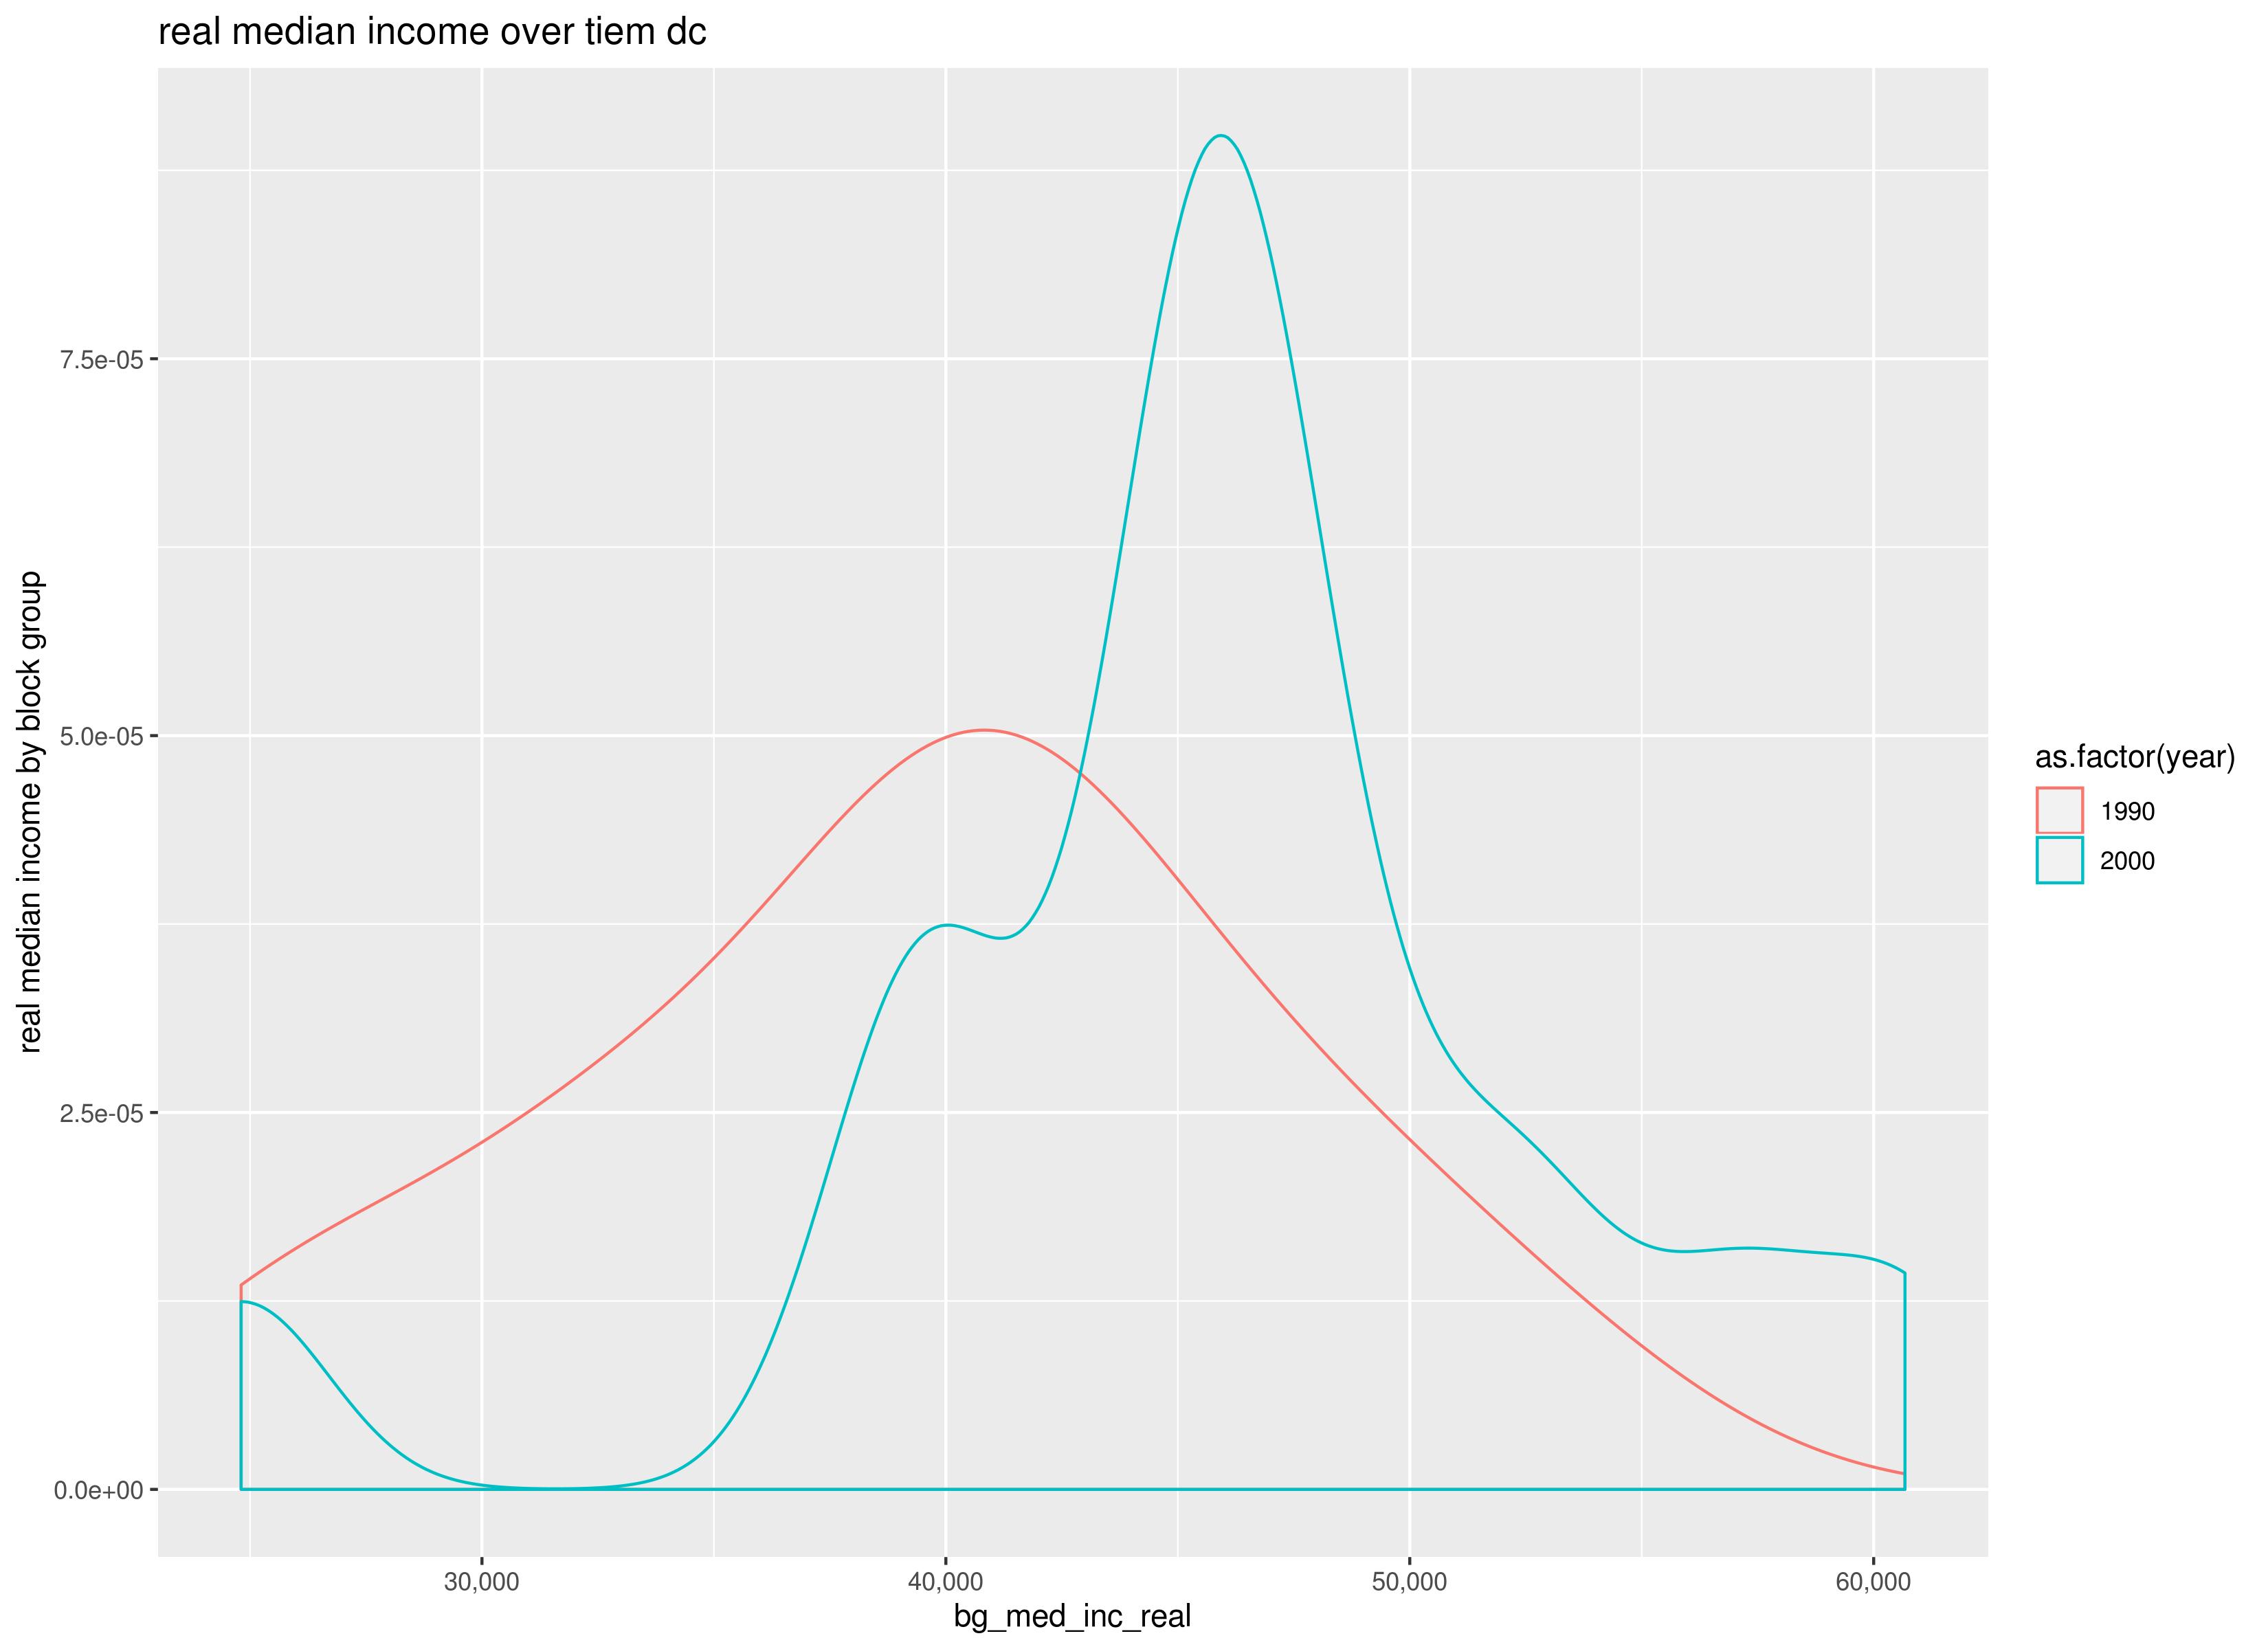 real median income over tiem dc
real median income by block group
7.5e-05
5.0e-05
2.5e-05
0.0e+00
30,000
40,000
50,000
60,000
bg_med_inc_real
as.factor(year)
1990
2000